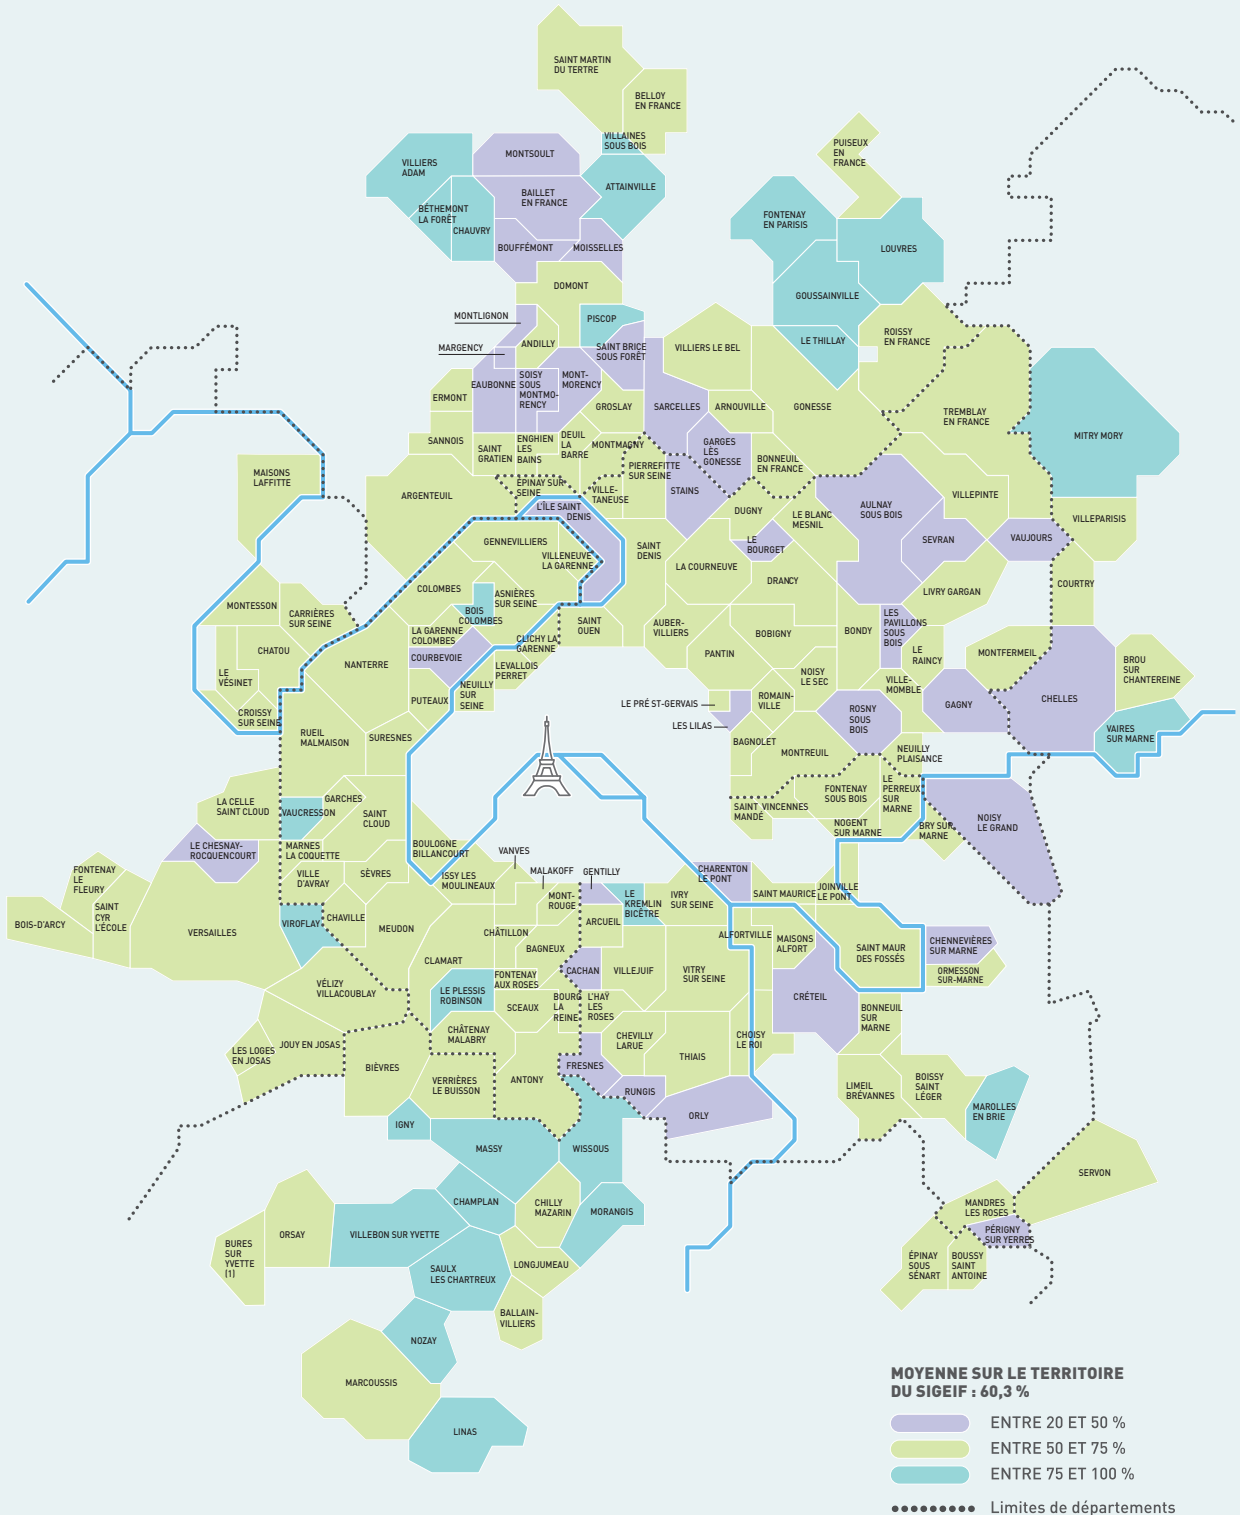 SAINT MARTIN
DU TERTRE
BELLOY
EN FRANCE
VILLAINES
SOUS BOIS
MONTSOULT
VILLIERS
ADAM
PUISEUX
EN
FRANCE
ATTAINVILLE
BAILLET
EN FRANCE
BÉTHEMONT
LA FORÊT
CHAUVRY
FONTENAY
EN PARISIS
BOUFFÉMONT
MOISSELLES
LOUVRES
DOMONT
GOUSSAINVILLE
MONTLIGNON
PISCOP
ROISSY
EN FRANCE
MARGENCY
ANDILLY
SAINT BRICE
SOUS FORÊT
VILLIERS LE BEL
LE THILLAY
EAUBONNE
SOISY
SOUS
MONTMO-
RENCY
MONT-
MORENCY
ERMONT
GROSLAY
SARCELLES
ARNOUVILLE
GONESSE
TREMBLAY
EN FRANCE
MITRY MORY
SANNOIS
SAINT
GRATIEN
ENGHIEN
LES
BAINS
DEUIL
LA
BARRE
MONTMAGNY
GARGES
LÈS
GONESSE
PIERREFITTE
SUR SEINE
BONNEUIL
EN FRANCE
MAISONS
LAFFITTE
ARGENTEUIL
ÉPINAY SUR
SEINE
VILLE-
TANEUSE
STAINS
VILLEPINTE
L'ÎLE SAINT
DENIS
DUGNY
LE BLANC
MESNIL
AULNAY
SOUS BOIS
VILLEPARISIS
GENNEVILLIERS
VILLENEUVE
LA GARENNE
SAINT
DENIS
LE
BOURGET
SEVRAN
VAUJOURS
LA COURNEUVE
DRANCY
COLOMBES
ASNIÈRES
SUR SEINE
LIVRY GARGAN
COURTRY
MONTESSON
CARRIÈRES
SUR SEINE
BOIS
COLOMBES
LA GARENNE
COLOMBES
CLICHY LA
GARENNE
SAINT
OUEN
AUBER-
VILLIERS
BOBIGNY
BONDY
LES
PAVILLONS
SOUS
BOIS
CHATOU
NANTERRE
COURBEVOIE
LEVALLOIS
PERRET
PANTIN
LE
RAINCY
MONTFERMEIL
BROU
SUR
CHANTEREINE
LE
VÉSINET
PUTEAUX
NEUILLY
SUR
SEINE
NOISY
LE SEC
VILLE-
MOMBLE
CHELLES
LE PRÉ ST-GERVAIS
ROMAIN-
VILLE
GAGNY
CROISSY
SUR SEINE
ROSNY
SOUS
BOIS
LES LILAS
RUEIL
MALMAISON
SURESNES
BAGNOLET
MONTREUIL
NEUILLY
PLAISANCE
VAIRES
SUR MARNE
LA CELLE
SAINT CLOUD
GARCHES
VAUCRESSON
SAINT
CLOUD
FONTENAY
SOUS BOIS
LE
PERREUX
SUR
MARNE
SAINT
MANDÉ
VINCENNES
NOGENT
SUR MARNE
BRY SUR
MARNE
NOISY
LE GRAND
LE CHESNAY-
ROCQUENCOURT
MARNES
LA COQUETTE
BOULOGNE
BILLANCOURT
VANVES
MALAKOFF
GENTILLY
CHARENTON
LE PONT
FONTENAY
LE
FLEURY
VILLE
D'AVRAY
SÈVRES
ISSY LES
MOULINEAUX
MONT-
ROUGE
LE
KREMLIN
BICÊTRE
IVRY
SUR SEINE
SAINT MAURICE
JOINVILLE
LE PONT
BOIS-D'ARCY
SAINT
CYR
L'ÉCOLE
VERSAILLES
VIROFLAY
CHAVILLE
MEUDON
CHÂTILLON
ARCUEIL
ALFORTVILLE
MAISONS
ALFORT
SAINT MAUR
DES FOSSÉS
CHENNEVIÈRES
SUR MARNE
CLAMART
BAGNEUX
CACHAN
VILLEJUIF
VITRY
SUR SEINE
ORMESSON
SUR-MARNE
VÉLIZY
VILLACOUBLAY
FONTENAY
AUX ROSES
LE PLESSIS
ROBINSON
SCEAUX
BOURG
LA
REINE
L'HAŸ
LES
ROSES
CRÉTEIL
BONNEUIL
SUR
MARNE
LES LOGES
EN JOSAS
JOUY EN JOSAS
CHÂTENAY
MALABRY
CHEVILLY
LARUE
CHOISY
LE ROI
THIAIS
BIÈVRES
VERRIÈRES
LE BUISSON
ANTONY
FRESNES
RUNGIS
ORLY
LIMEIL
BRÉVANNES
BOISSY
SAINT
LÉGER
MAROLLES
EN BRIE
IGNY
MASSY
WISSOUS
SERVON
CHAMPLAN
CHILLY
MAZARIN
MORANGIS
MANDRES
LES ROSES
ORSAY
VILLEBON SUR YVETTE
PÉRIGNY
SUR YERRES
BURES
SUR
YVETTE
(1)
SAULX
LES CHARTREUX
LONGJUMEAU
ÉPINAY
SOUS
SÉNART
BOUSSY
SAINT
ANTOINE
BALLAIN-
VILLIERS
NOZAY
MARCOUSSIS
LINAS
MOYENNE SUR LE TERRITOIRE
DU SIGEIF : 60,3 %
ENTRE 20 ET 50 %
ENTRE 50 ET 75 %
ENTRE 75 ET 100 %
Limites de départements